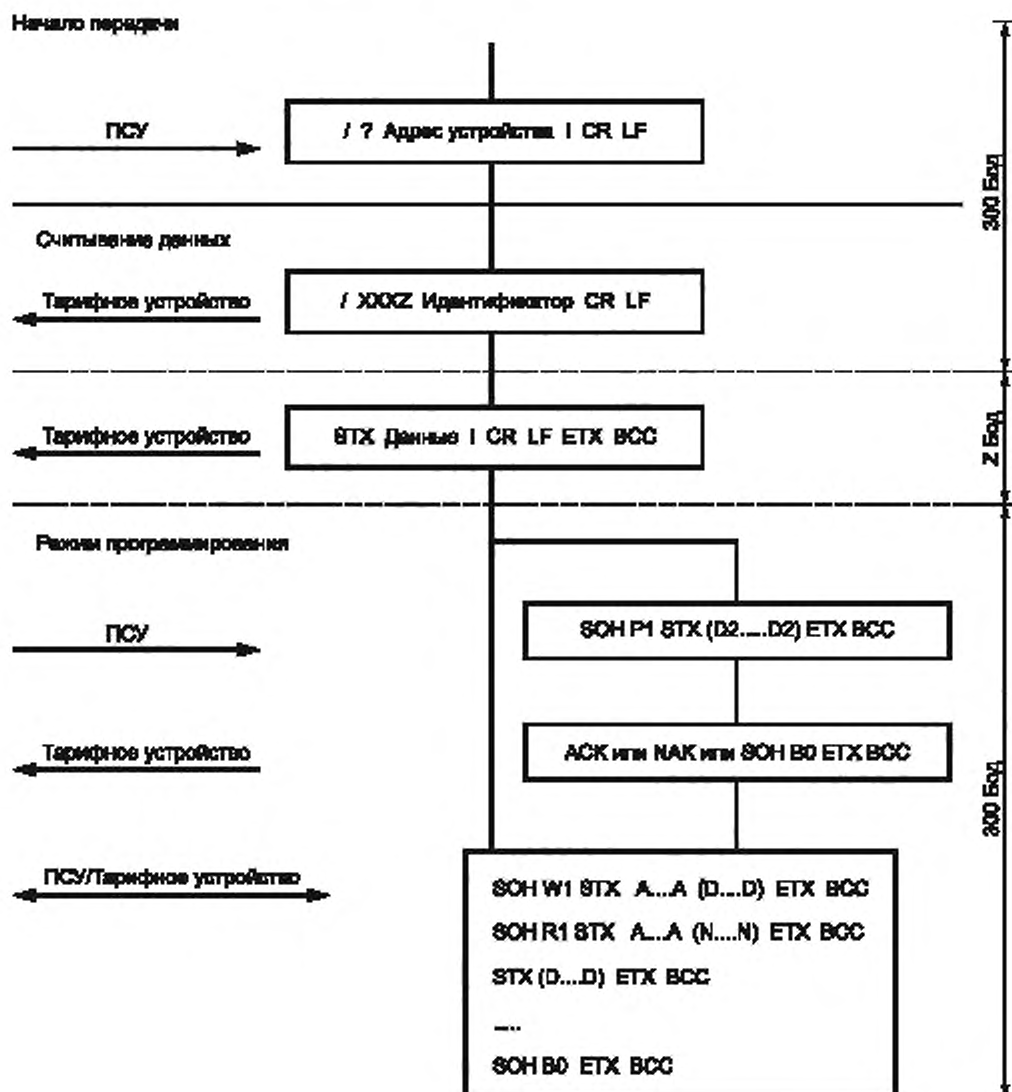 Начало передачи
ПСУ
/ ? Адрес устройства ! CR LF
300 Бод
Считывание данных
Тарифное устройство
/ XXXZ Идентификатор CR LF
Тарифное устройство
STX Данные ! CR LF ETX BCC
Z Бод
Режим программирования
ПСУ
SOH P1 STX (D2.....D2) ETX BCC
Тарифное устройство
ACK или NAK или SOH B0 ETX BCC
300 Бод
ПСУ/Тарифное устройство
SOH W1 STX A....A (D....D) ETX BCC
SOH R1 STX A....A (N....N) ETX BCC
STX (D....D) ETX BCC
.....
SOH B0 ETX BCC